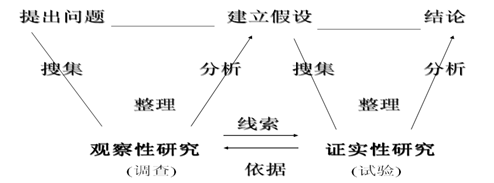 提出问题 建立假设 结论
搜集 分析 搜集 分析
整理 整理
线索
观察性研究 证实性研究
(调查) 依据 (试验)